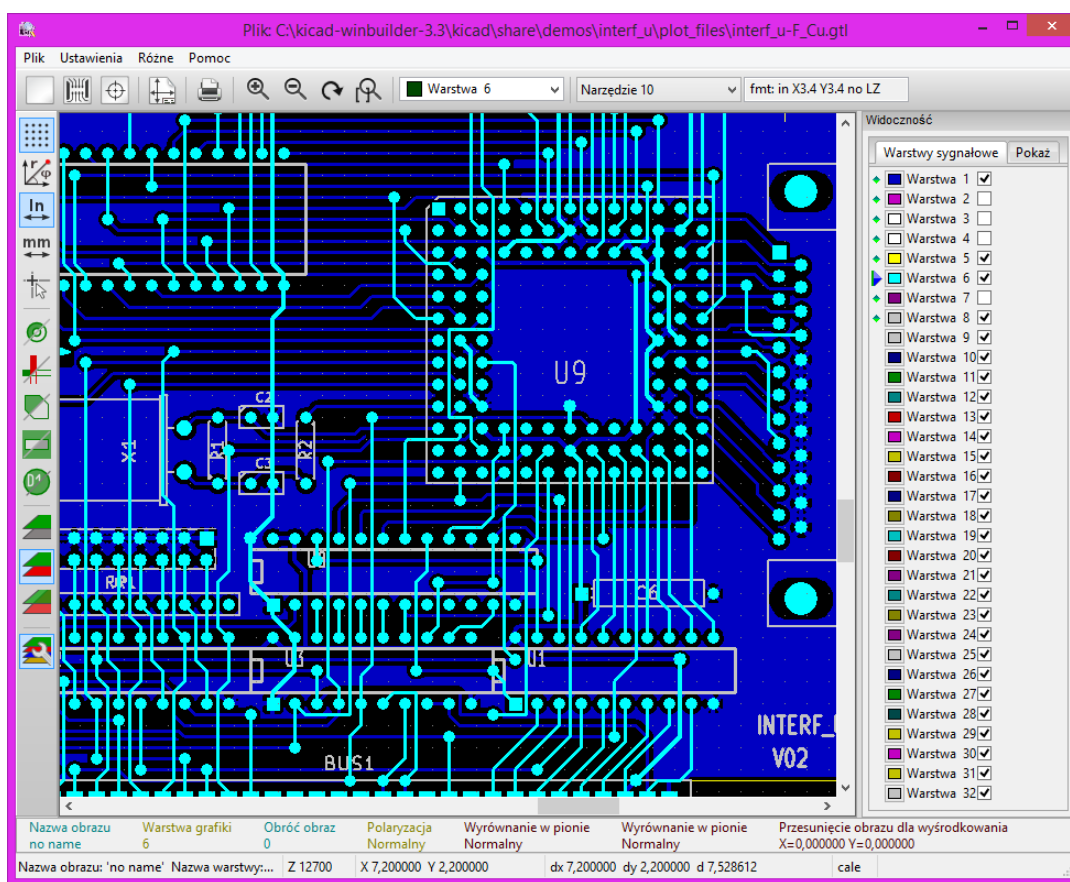 Plik: C:\kicad-winbuilder-3.3\kicad\share\demos\interf_u\plot_files\interf_u-F_Cu.gtl
Plik Ustawienia Różne Pomoc
Warstwa 6 Narzędzie 10 fmt: in X3.4 Y3.4 no LZ
Widoczność
Warstwy sygnałowe Pokaż
Warstwa 1
Warstwa 2
Warstwa 3
Warstwa 4
Warstwa 5
Warstwa 6
Warstwa 7
Warstwa 8
Warstwa 9
Warstwa 10
Warstwa 11
Warstwa 12
Warstwa 13
Warstwa 14
Warstwa 15
Warstwa 16
Warstwa 17
Warstwa 18
Warstwa 19
Warstwa 20
Warstwa 21
Warstwa 22
Warstwa 23
Warstwa 24
Warstwa 25
Warstwa 26
Warstwa 27
Warstwa 28
Warstwa 29
Warstwa 30
Warstwa 31
Warstwa 32
In
mm
U9
C2
X1 R1 R2
C3
RP1
C6
U3 U1
INTERF_
V02
BUS1
Nazwa obrazu Warstwa grafiki Obróć obraz Polaryzacja Wyrównanie w pionie Wyrównanie w pionie Przesunięcie obrazu dla wyśrodkowania
no name 6 0 Normalny Normalny Normalny X=0,000000 Y=0,000000
Nazwa obrazu: 'no name' Nazwa warstwy:... Z 12700 X 7,200000 Y 2,200000 dx 7,200000 dy 2,200000 d 7,528612 cale